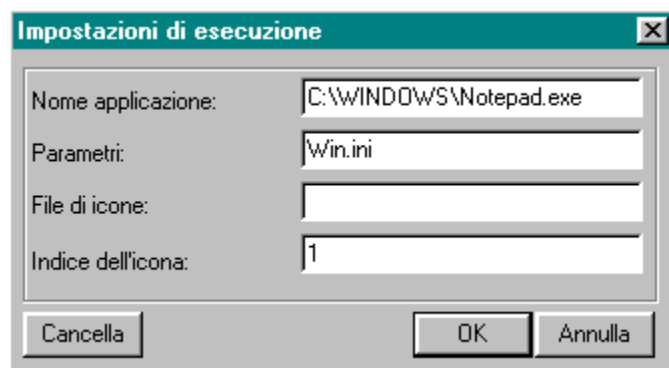 Impostazioni di esecuzione
Nome applicazione: C:\WINDOWS\Notepad.exe
Parametri: Win.ini
File di icone:
Indice dell'icona: 1
Cancella OK Annulla